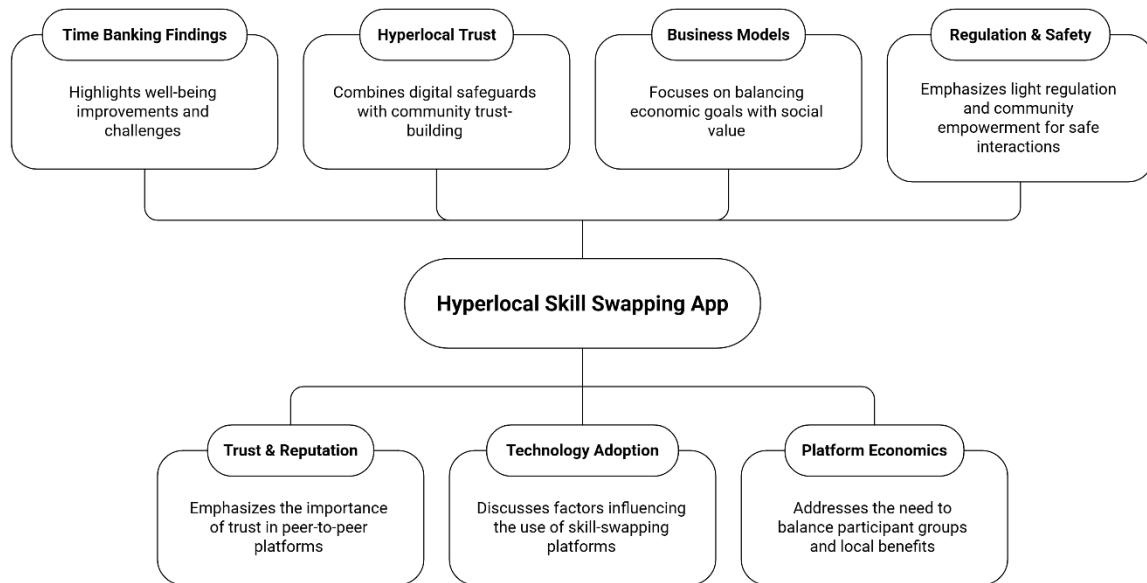 Time Banking Findings
Highlights well-being
improvements and
challenges
Hyperlocal Trust
Combines digital safeguards
with community trust-
building
Business Models
Focuses on balancing
economic goals with social
value
Regulation & Safety
Emphasizes light regulation
and community
empowerment for safe
interactions
Hyperlocal Skill Swapping App
Trust & Reputation
Emphasizes the importance
of trust in peer-to-peer
platforms
Technology Adoption
Discusses factors influencing
the use of skill-swapping
platforms
Platform Economics
Addresses the need to
balance participant groups
and local benefits